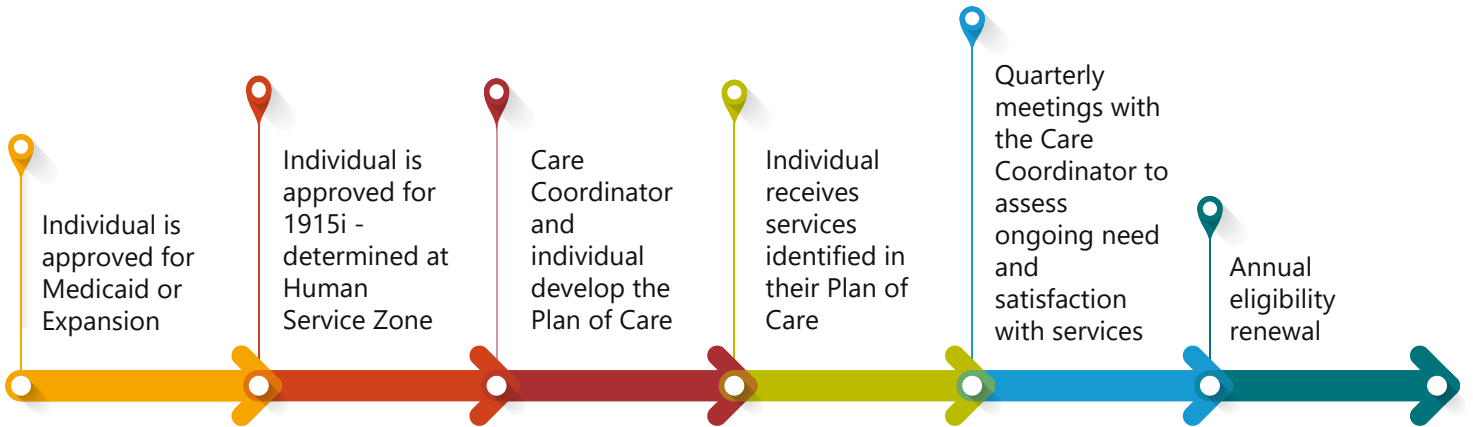 Individual is
approved for
Medicaid or
Expansion
Individual is
approved for
1915i -
determined at
Human
Service Zone
Care
Coordinator
and
individual
develop the
Plan of Care
Individual
receives
services
identified in
their Plan of
Care
Quarterly
meetings with
the Care
Coordinator to
assess
ongoing need
and
satisfaction
with services
Annual
eligibility
renewal